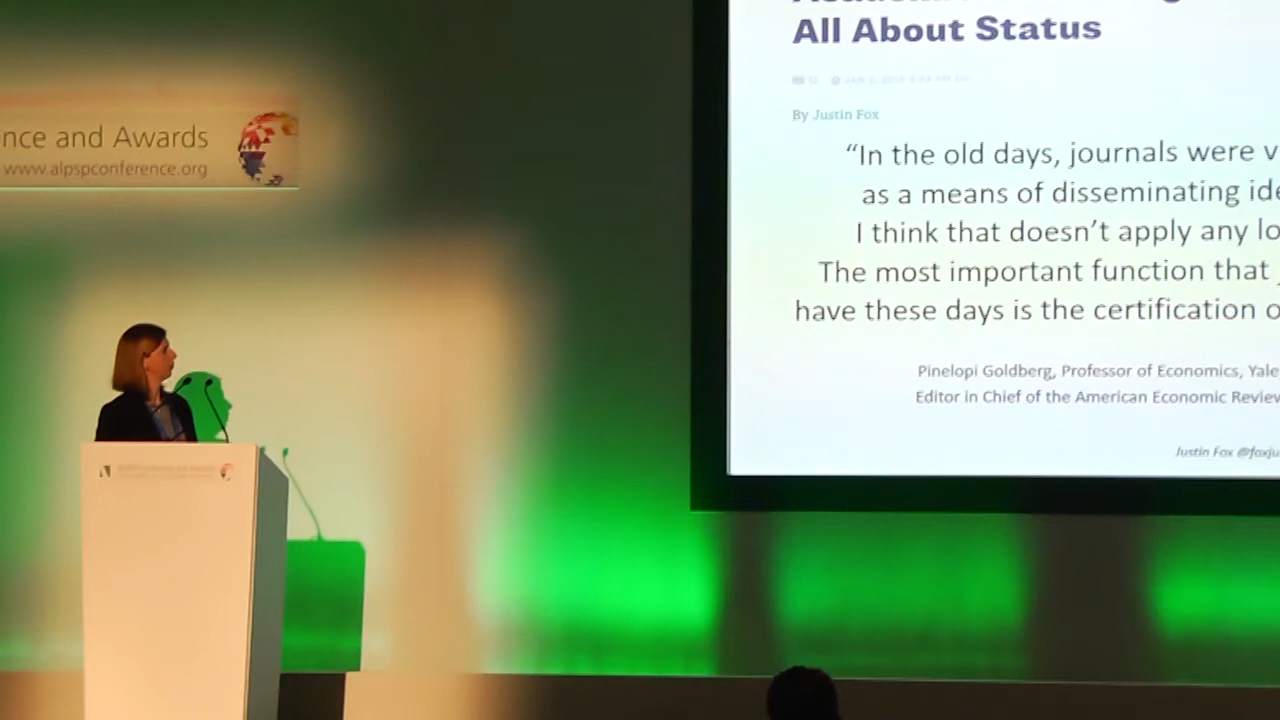 nce and Awards
www.alpspconference.org
All About Status
By Justin Fox
“In the old days, journals were v
as a means of disseminating ide
I think that doesn’t apply any lo
The most important function that
have these days is the certification o
Pinelopi Goldberg, Professor of Economics, Yale
Editor in Chief of the American Economic Review
Justin Fox @foxju